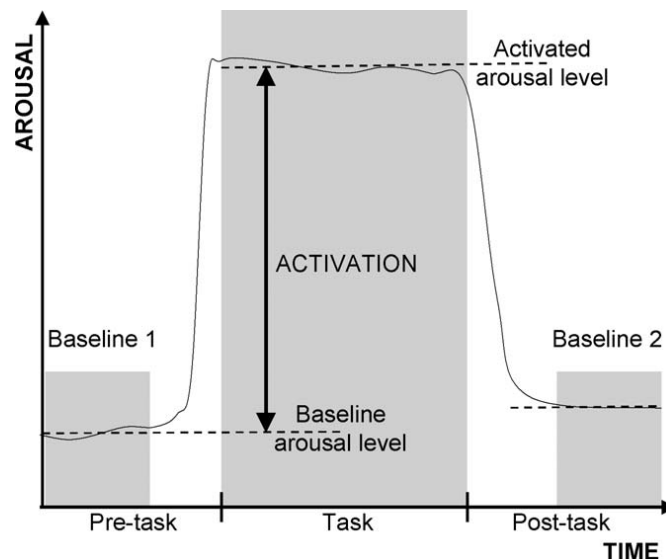 AROUSAL
Activated
arousal level
ACTIVATION
Baseline 1
Baseline 2
Baseline
arousal level
Pre-task
Task
Post-task
TIME